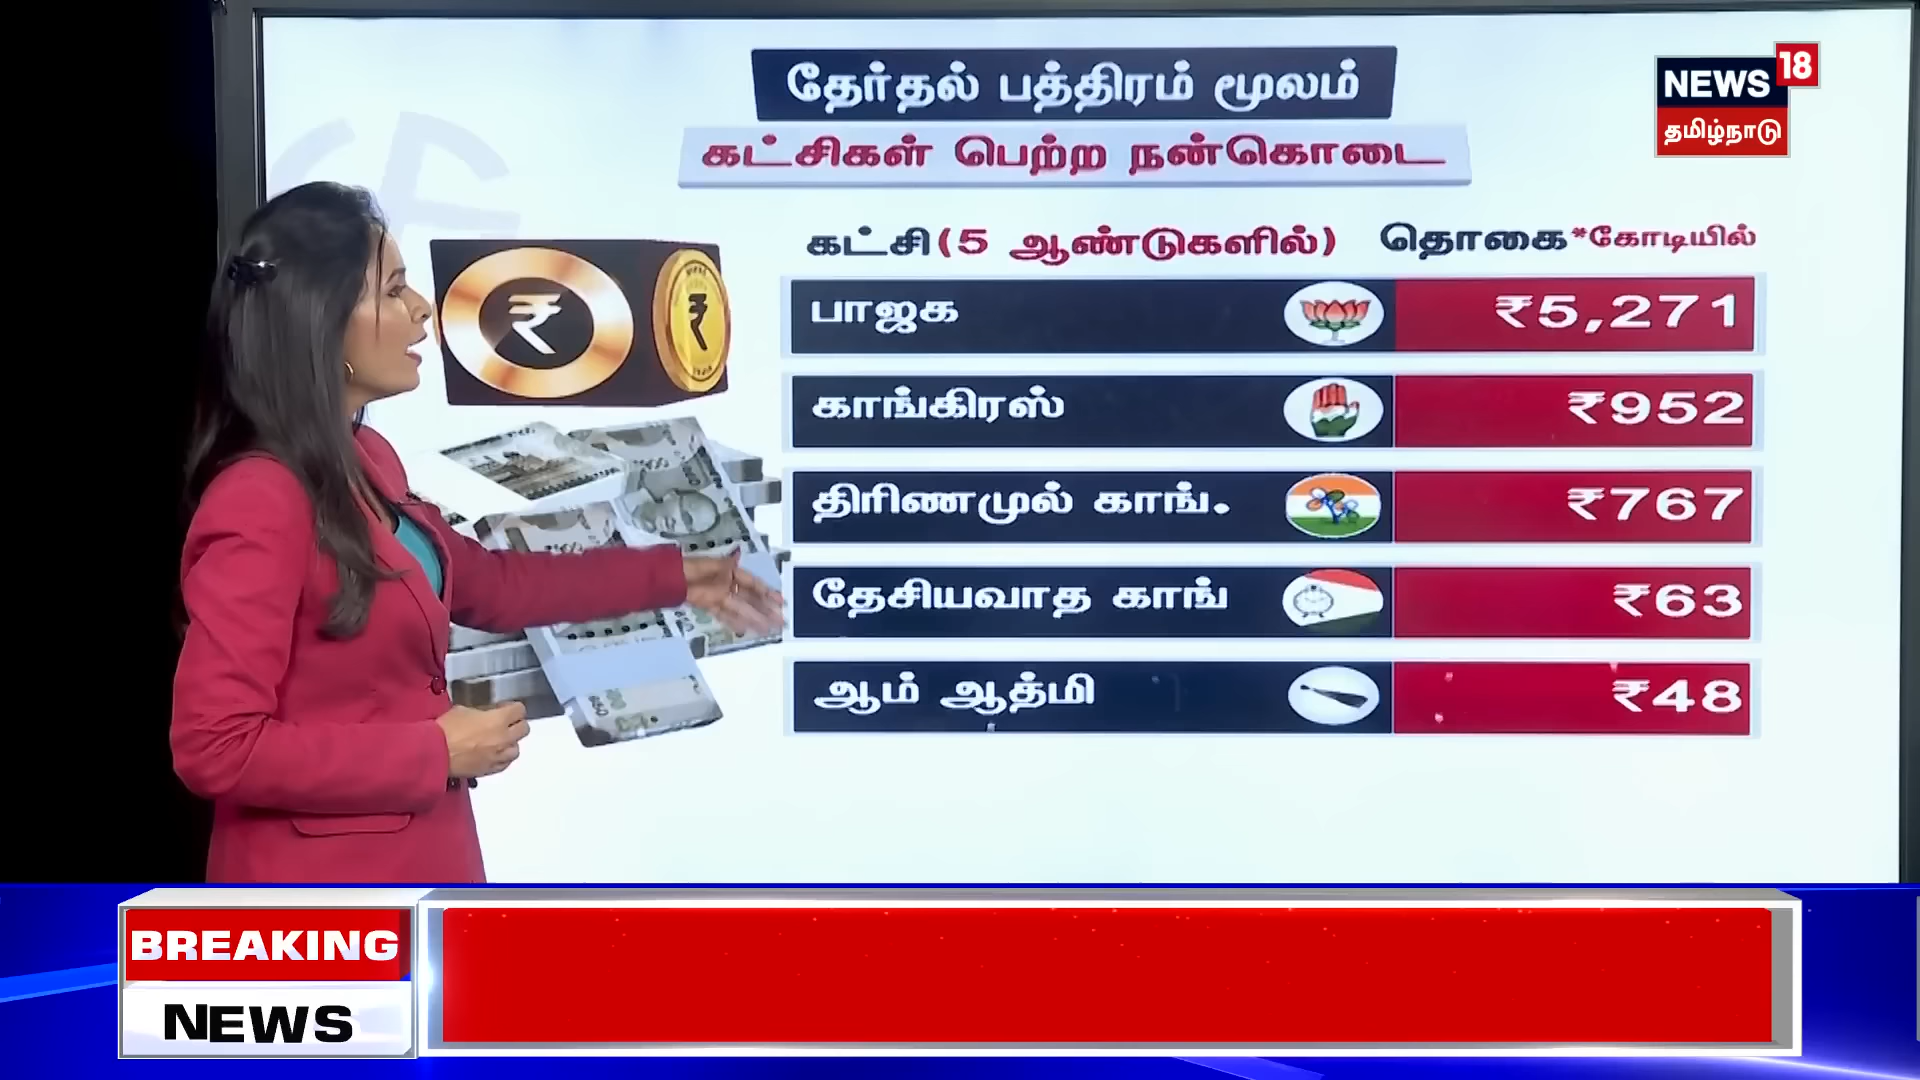 தேர்தல் பத்திரம் மூலம்
கட்சிகள் பெற்ற நன்கொடை
NEWS 18
தமிழ்நாடு
கட்சி (5 ஆண்டுகளில்) தொகை *கோடியில்
பாஜக ₹5,271
காங்கிரஸ் ₹952
திரிணமுல் காங். ₹767
தேசியவாத காங் ₹63
ஆம் ஆத்மி ₹48
BREAKING
NEWS